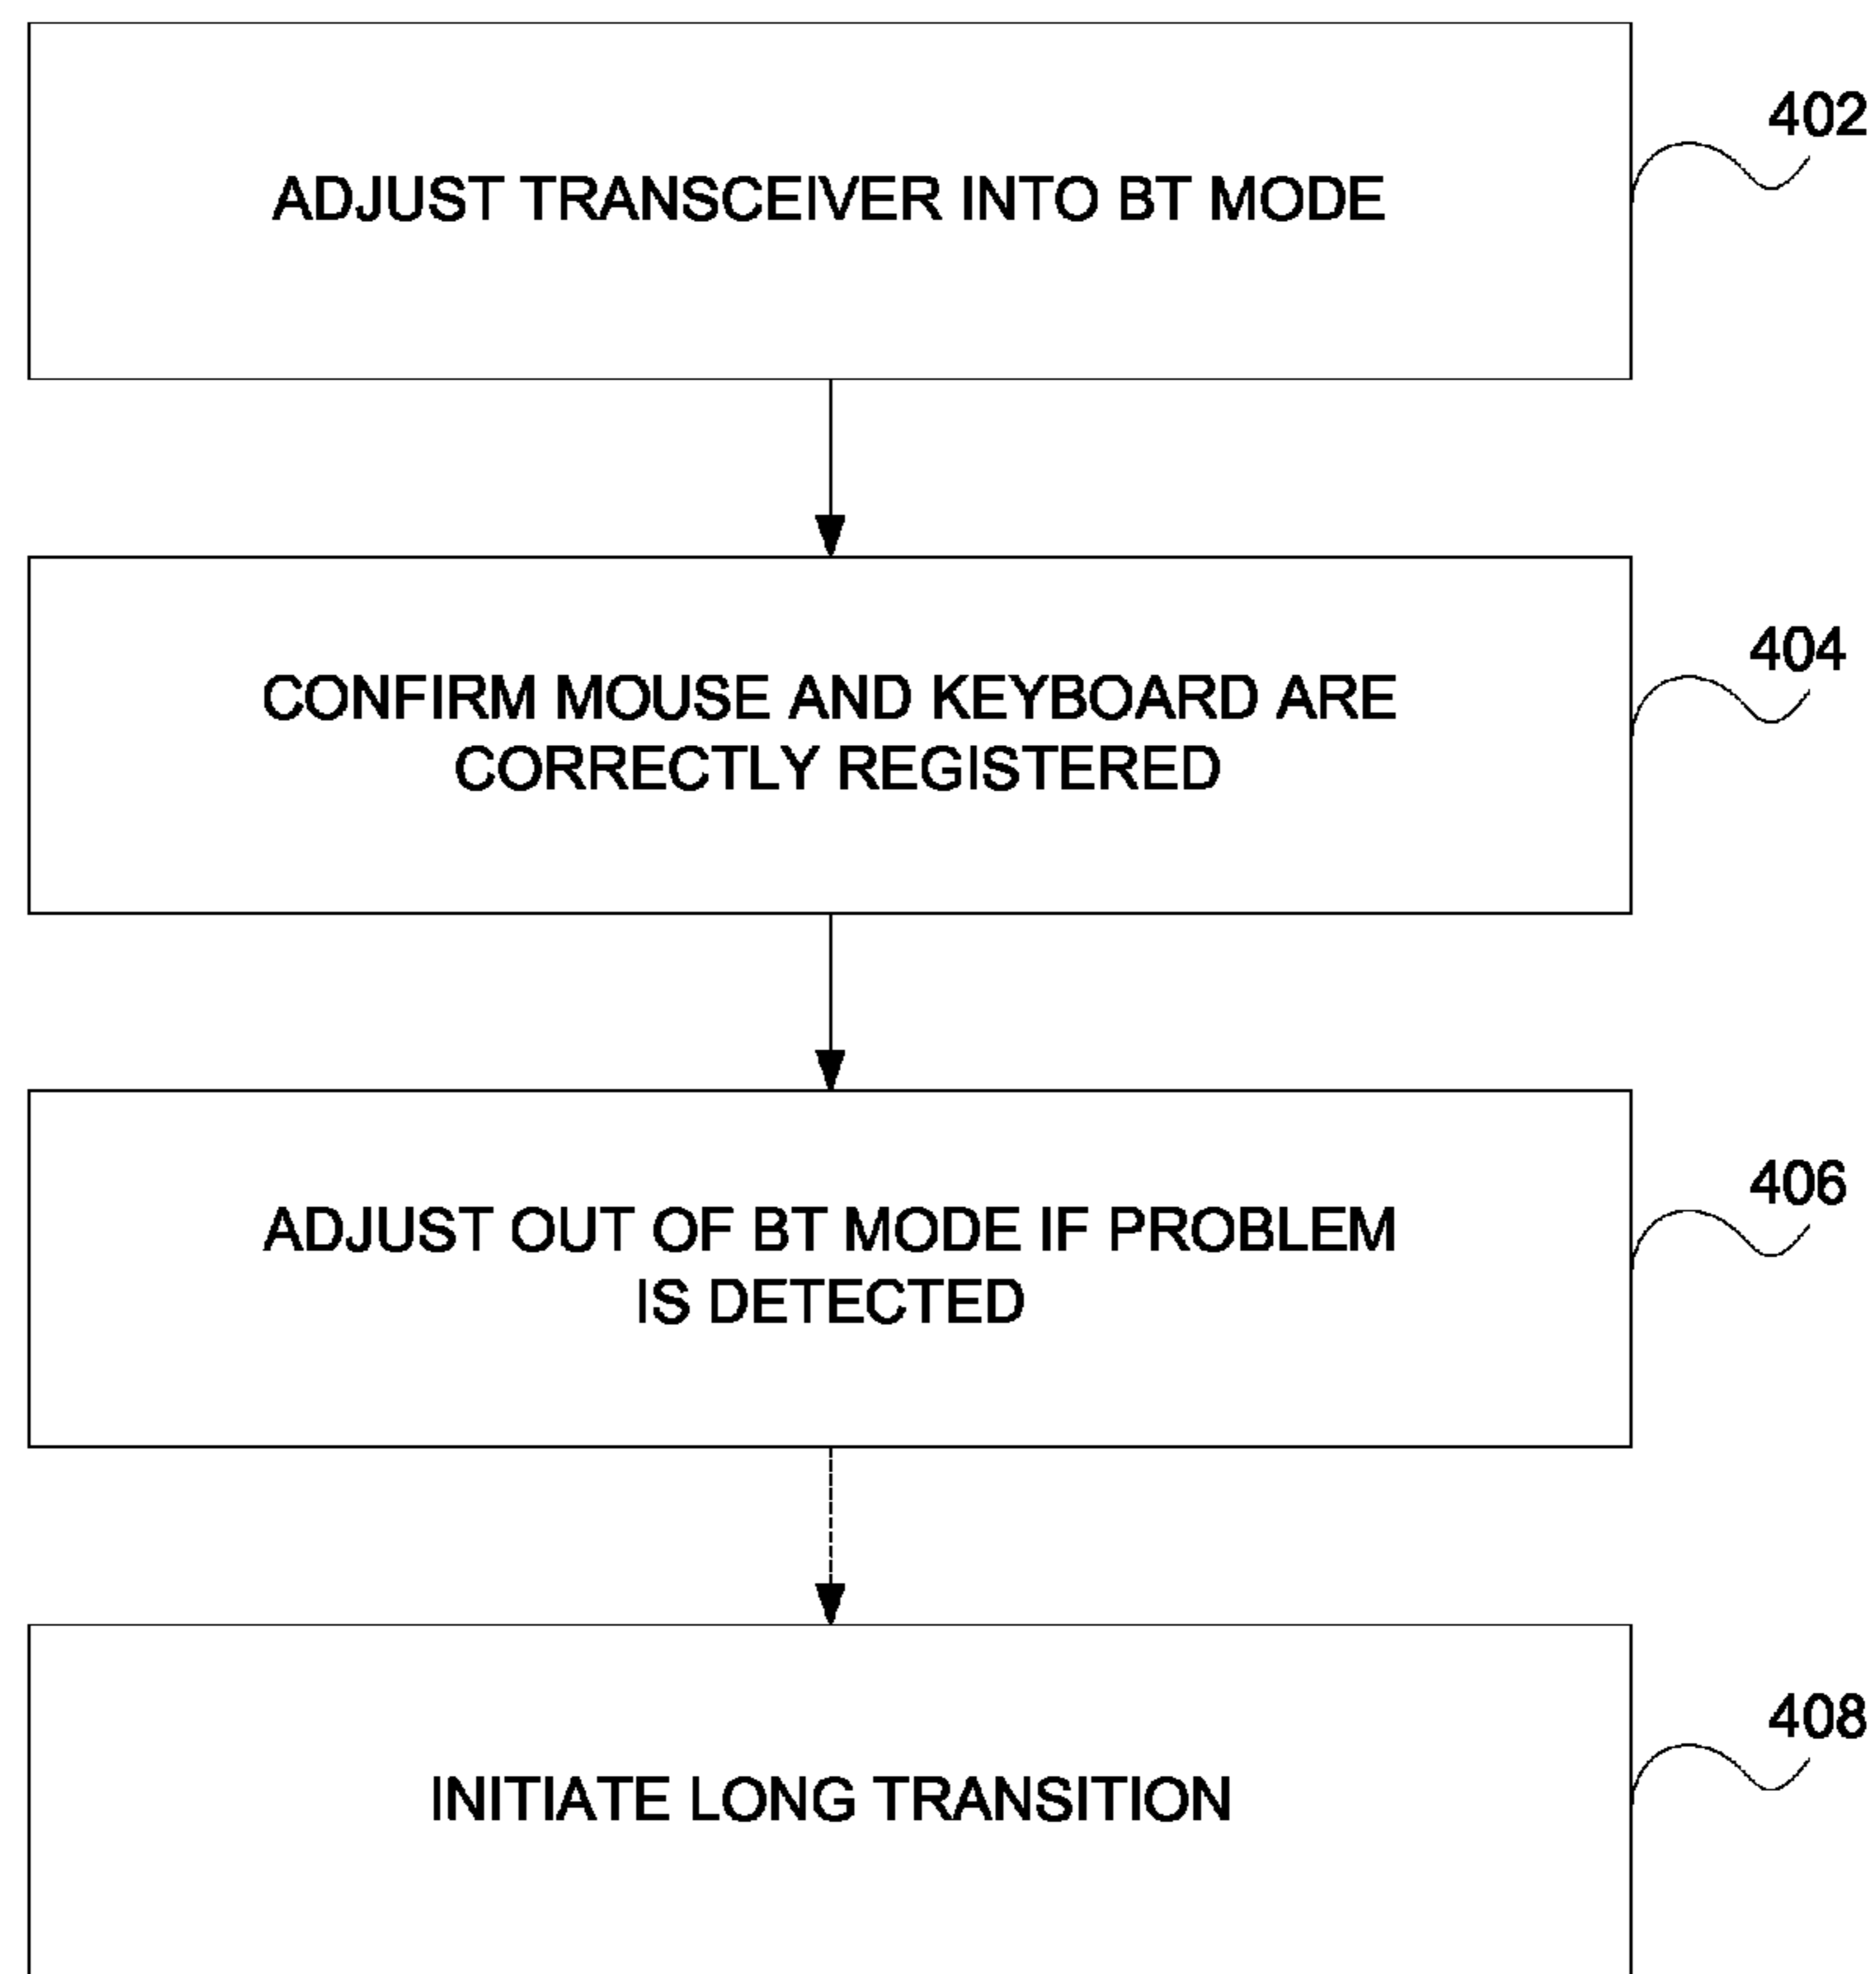 402
ADJUST TRANSCEIVER INTO BT MODE
404
CONFIRM MOUSE AND KEYBOARD ARE
CORRECTLY REGISTERED
406
ADJUST OUT OF BT MODE IF PROBLEM
IS DETECTED
408
INITIATE LONG TRANSITION